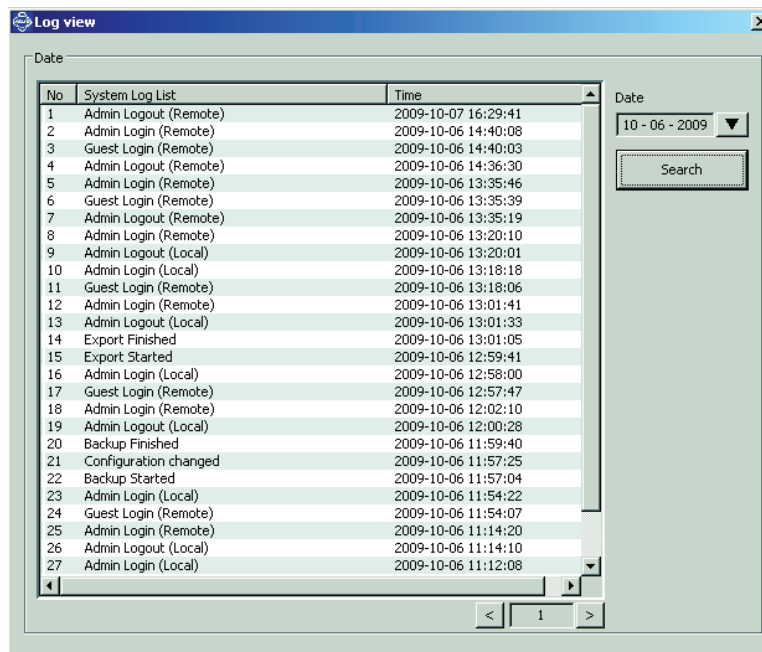 Log view
Date
No System Log List Time
1 Admin Logout (Remote) 2009-10-07 16:29:41
2 Admin Login (Remote) 2009-10-06 14:40:08
3 Guest Login (Remote) 2009-10-06 14:40:03
4 Admin Logout (Remote) 2009-10-06 14:36:30
5 Admin Login (Remote) 2009-10-06 13:35:46
6 Guest Login (Remote) 2009-10-06 13:35:39
7 Admin Logout (Remote) 2009-10-06 13:35:19
8 Admin Login (Remote) 2009-10-06 13:20:10
9 Admin Logout (Local) 2009-10-06 13:20:01
10 Admin Login (Local) 2009-10-06 13:18:18
11 Guest Login (Remote) 2009-10-06 13:18:06
12 Admin Login (Remote) 2009-10-06 13:01:41
13 Admin Logout (Local) 2009-10-06 13:01:33
14 Export Finished 2009-10-06 13:01:05
15 Export Started 2009-10-06 12:59:41
16 Admin Login (Local) 2009-10-06 12:58:00
17 Guest Login (Remote) 2009-10-06 12:57:47
18 Admin Login (Remote) 2009-10-06 12:02:10
19 Admin Logout (Local) 2009-10-06 12:00:28
20 Backup Finished 2009-10-06 11:59:40
21 Configuration changed 2009-10-06 11:57:25
22 Backup Started 2009-10-06 11:57:04
23 Admin Login (Local) 2009-10-06 11:54:22
24 Guest Login (Remote) 2009-10-06 11:54:07
25 Admin Login (Remote) 2009-10-06 11:14:20
26 Admin Logout (Local) 2009-10-06 11:14:10
27 Admin Login (Local) 2009-10-06 11:12:08
< 1 >
Date
10 - 06 - 2009
Search